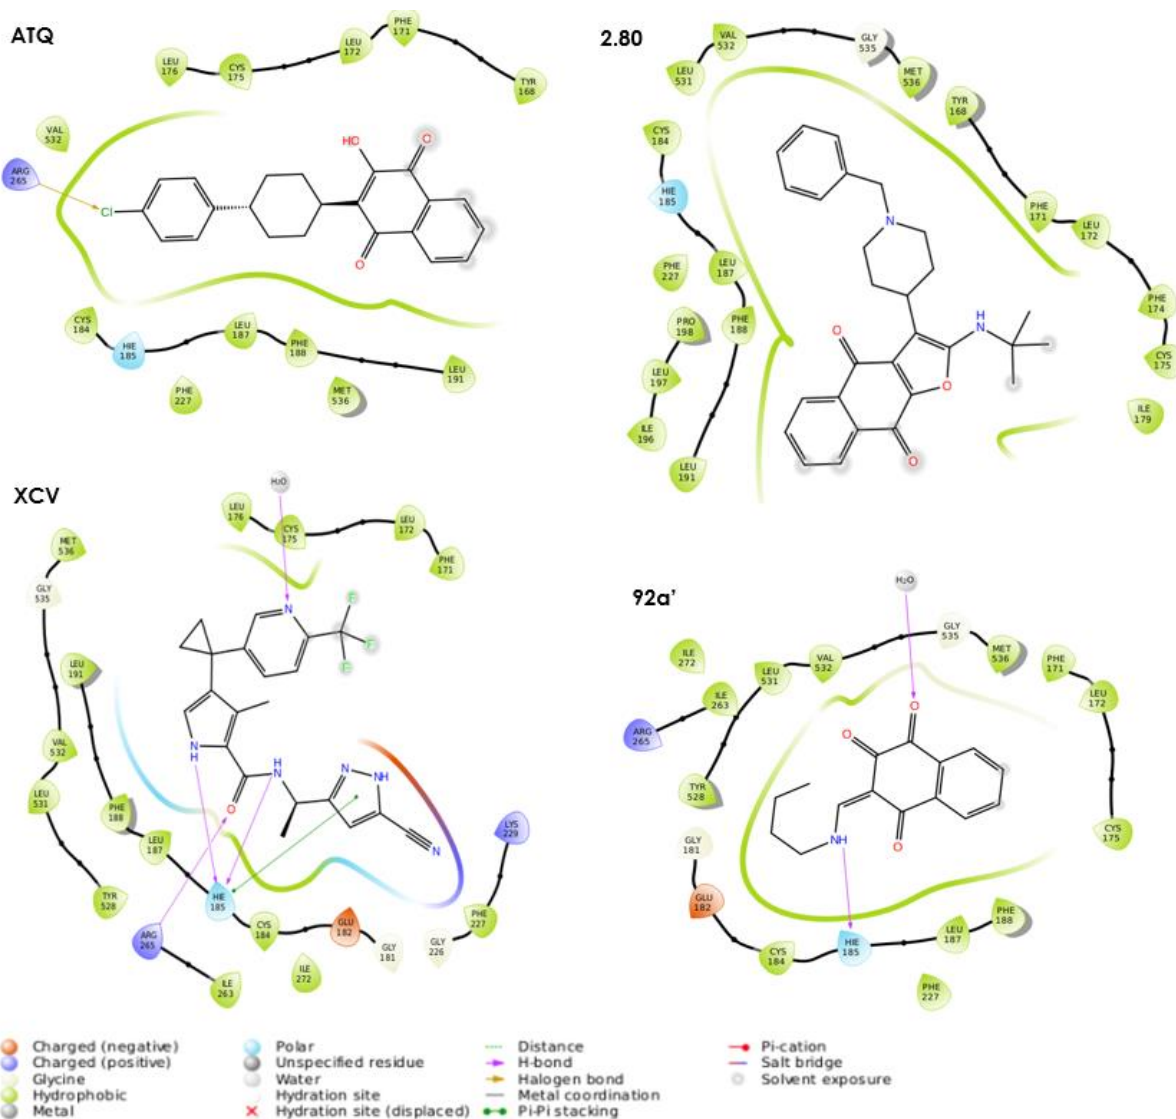 ATQ
PHE 171
LEU 172
CYS 175
LEU 176
TYR 168
VAL 532
ARG 265
HO
O
Cl
O
CYS 184
HIE 185
LEU 187
PHE 188
LEU 191
PHE 227
MET 536
2.80
VAL 532
GLY 535
LEU 531
MET 536
TYR 168
CYS 184
HIE 185
PHE 171
LEU 172
N
LEU 187
PHE 227
PHE 174
PRO 198
PHE 188
H
N
O
O
CYS 175
LEU 197
ILE 179
ILE 196
O
LEU 191
XCV
H₂O
LEU 176
CYS 175
LEU 172
PHE 171
MET 536
GLY 535
N
F
F
F
LEU 191
N
H
H
N
N
NH
VAL 532
O
LEU 531
PHE 188
LEU 187
N
LYS 229
TYR 528
HIE 185
ARG 265
CYS 184
GLU 182
GLY 181
GLY 226
PHE 227
ILE 272
ILE 263
92a’
H₂O
GLY 535
ILE 272
VAL 532
MET 536
PHE 171
LEU 531
ILE 263
LEU 172
ARG 265
O
O
TYR 528
CYS 175
GLY 181
NH
O
GLU 182
PHE 188
CYS 184
HIE 185
LEU 187
PHE 227
Charged (negative)
Charged (positive)
Glycine
Hydrophobic
Metal
Polar
Unspecified residue
Water
Hydration site
Hydration site (displaced)
Distance
H-bond
Halogen bond
Metal coordination
Pi-Pi stacking
Pi-cation
Salt bridge
Solvent exposure